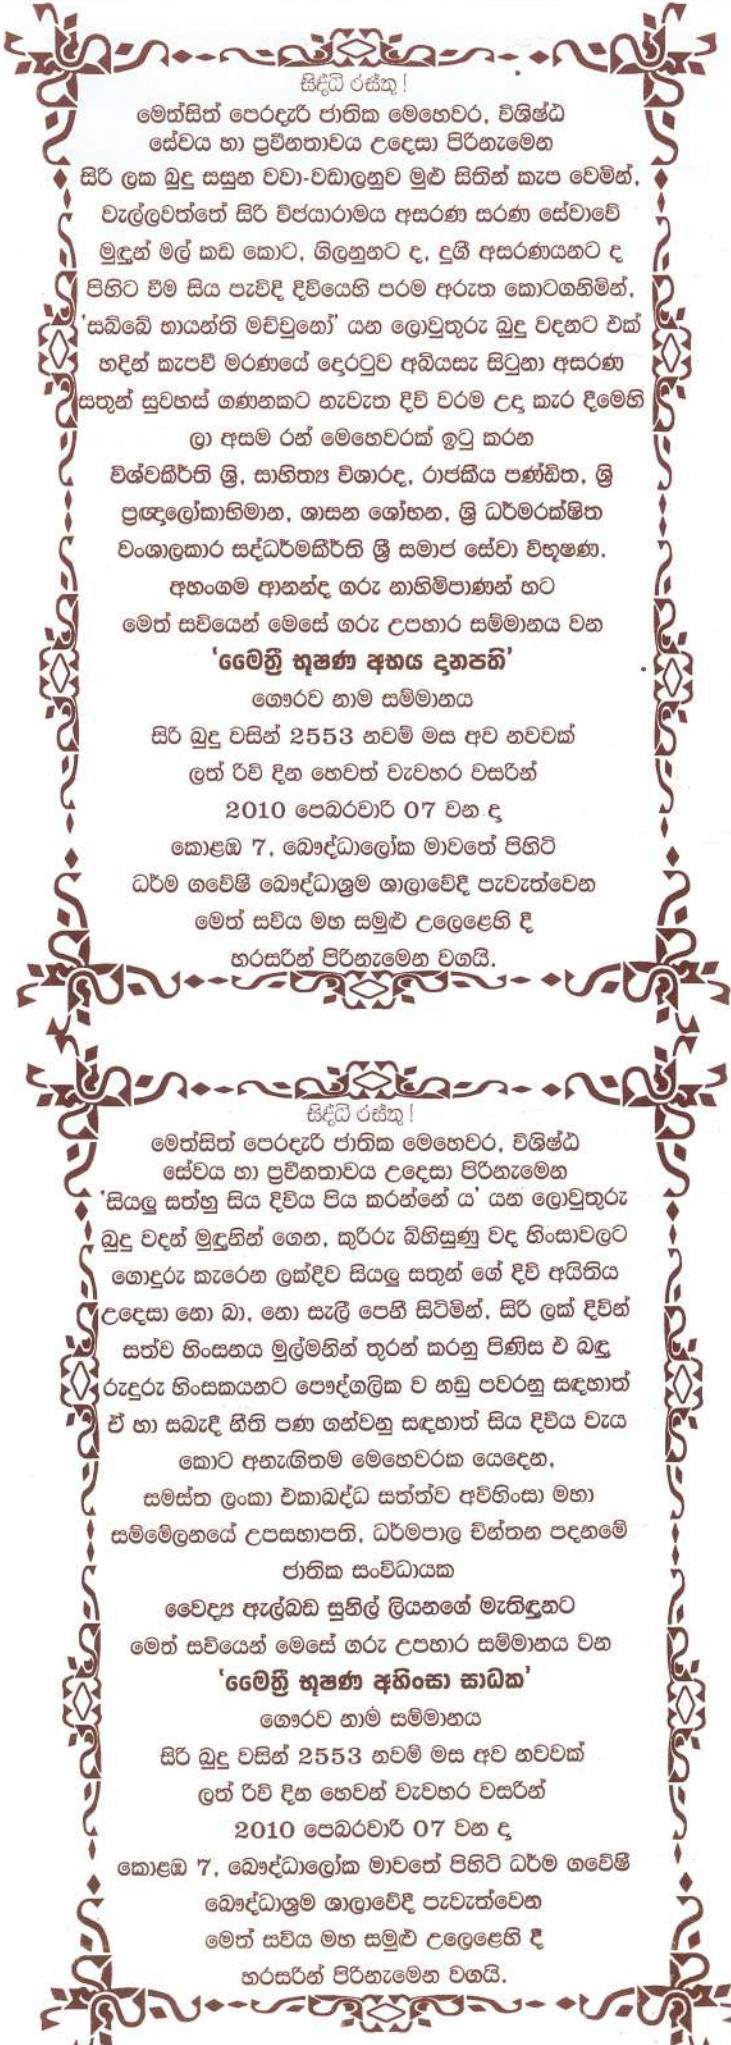 සිද්ධි රස්තු !
මෙත්සිත් පෙරදැරි ජාතික මෙහෙවර, විශිෂ්ඨ
සේවය හා ප්‍රවීනතාවය උදෙසා පිරිනැමෙන
සිරි ලක බුදු සසුන වවා-වඩාලනුව මුළු සිතින් කැප වෙමින්,
වැල්ලවත්තේ සිරි විජයාරාමය අසරණ සරණ සේවාවේ
මුඳුන් මල් කඩ කොට, ගිලනුනට ද, දුගී අසරණයනට ද
පිහිට වීම සිය පැවිදි දිවියෙහි පරම අරුත කොටගනිමින්,
'සබ්බේ භායන්ති මච්චුනෝ' යන ලොවුතුරු බුදු වදනට එක්
හදින් කැපවී මරණයේ දොරටුව අබියසැ සිටුනා අසරණ
සතුන් සුවහස් ගණනකට නැවැත දිවි වරම උදා කැර දීමෙහි
ලා අසම රන් මෙහෙවරක් ඉටු කරන
විශ්වකීර්ති ශ්‍රි, සාහිත්‍ය විශාරද, රාජකීය පණ්ඩිත, ශ්‍රි
ප්‍රඥාලෝකාභිමාන, ශාසන ශෝභන, ශ්‍රි ධර්මරක්ෂිත
වංශාලකාර සද්ධර්මකීර්ති ශ්‍රී සමාජ සේවා විභූෂණ.
අහංගම ආනන්ද ගරු නාහිමිපාණන් හට
මෙත් සවියෙන් මෙසේ ගරු උපහාර සම්මානය වන
'මෛත්‍රී භූෂණ අභය දානපති'
ගෞරව නාම සම්මානය
සිරි බුදු වසින් 2553 නවම් මස අව නවවක්
ලත් රිවි දින හෙවත් වැවහර වසරින්
2010 පෙබරවාරි 07 වන දා
කොළඹ 7, බෞද්ධාලෝක මාවතේ පිහිටි
ධර්ම ගවේෂී බෞද්ධාශ්‍රම ශාලාවේදී පැවැත්වෙන
මෙත් සවිය මහ සමුළු උලෙළෙහි දී
හරසරින් පිරිනැමෙන වගයි.
සිද්ධි රස්තු !
මෙත්සිත් පෙරදැරි ජාතික මෙහෙවර, විශිෂ්ඨ
සේවය හා ප්‍රවීනතාවය උදෙසා පිරිනැමෙන
'සියලු සත්හු සිය දිවිය පිය කරන්නේ ය' යන ලොවුතුරු
බුදු වදන් මුඳුනින් ගෙන, කුරිරු බිහිසුණු වද හිංසාවලට
ගොදුරු කැරෙන ලක්දිව සියලු සතුන් ගේ දිවි අයිතිය
උදෙසා නො බා, නො සැලී පෙනී සිටිමින්, සිරි ලක් දිවින්
සත්ව හිංසනය මුල්මනින් තුරන් කරනු පිණිස එ බඳු
රුදුරු හිංසකයනට පෞද්ගලික ව නඩු පවරනු සඳහාත්
ඒ හා සබැඳි නීති පණ ගන්වනු සඳහාත් සිය දිවිය වැය
කොට අනැඟිතම මෙහෙවරක යෙදෙන,
සමස්ත ලංකා එකාබද්ධ සත්ත්ව අවිහිංසා මහා
සම්මේලනයේ උපසභාපති, ධර්මපාල චින්තන පදනමේ
ජාතික සංවිධායක
වෛද්‍ය ඇල්බඩ සුනිල් ලියනගේ මැතිඳුනට
මෙත් සවියෙන් මෙසේ ගරු උපහාර සම්මානය වන
'මෛත්‍රී භූෂණ අහිංසා සාධක'
ගෞරව නාම සම්මානය
සිරි බුදු වසින් 2553 නවම් මස අව නවවක්
ලත් රිවි දින හෙවන් වැවහර වසරින්
2010 පෙබරවාරි 07 වන දා
කොළඹ 7, බෞද්ධාලෝක මාවතේ පිහිටි ධර්ම ගවේෂී
බෞද්ධාශ්‍රම ශාලාවේදී පැවැත්වෙන
මෙත් සවිය මහ සමුළු උලෙළෙහි දී
හරසරින් පිරිනැමෙන වගයි.